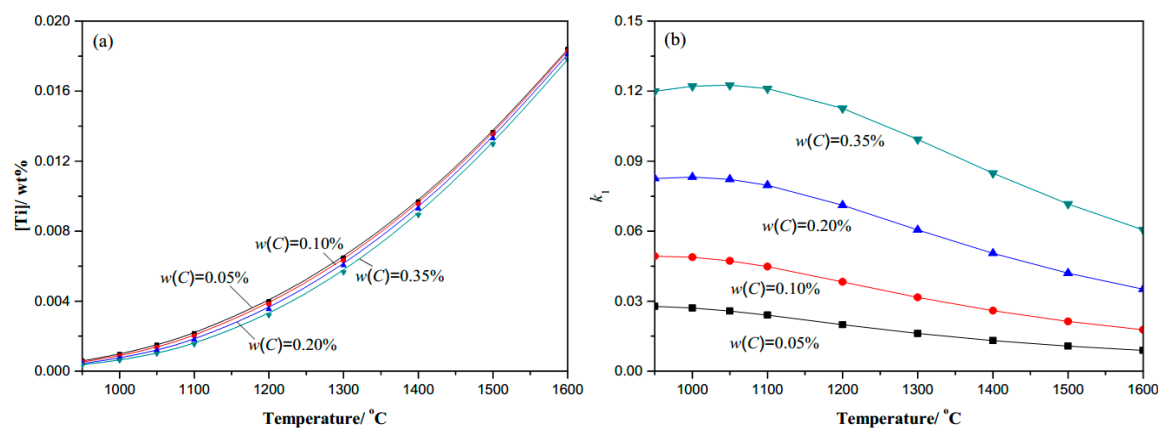 (a)
[Ti]/ wt%
0.020
0.016
0.012
0.008
0.004
0.000
w(C)=0.10%
w(C)=0.05%
w(C)=0.35%
w(C)=0.20%
1000 1100 1200 1300 1400 1500 1600
Temperature/ °C
(b)
k1
0.15
0.12
0.09
0.06
0.03
0.00
w(C)=0.35%
w(C)=0.20%
w(C)=0.10%
w(C)=0.05%
1000 1100 1200 1300 1400 1500 1600
Temperature/ °C